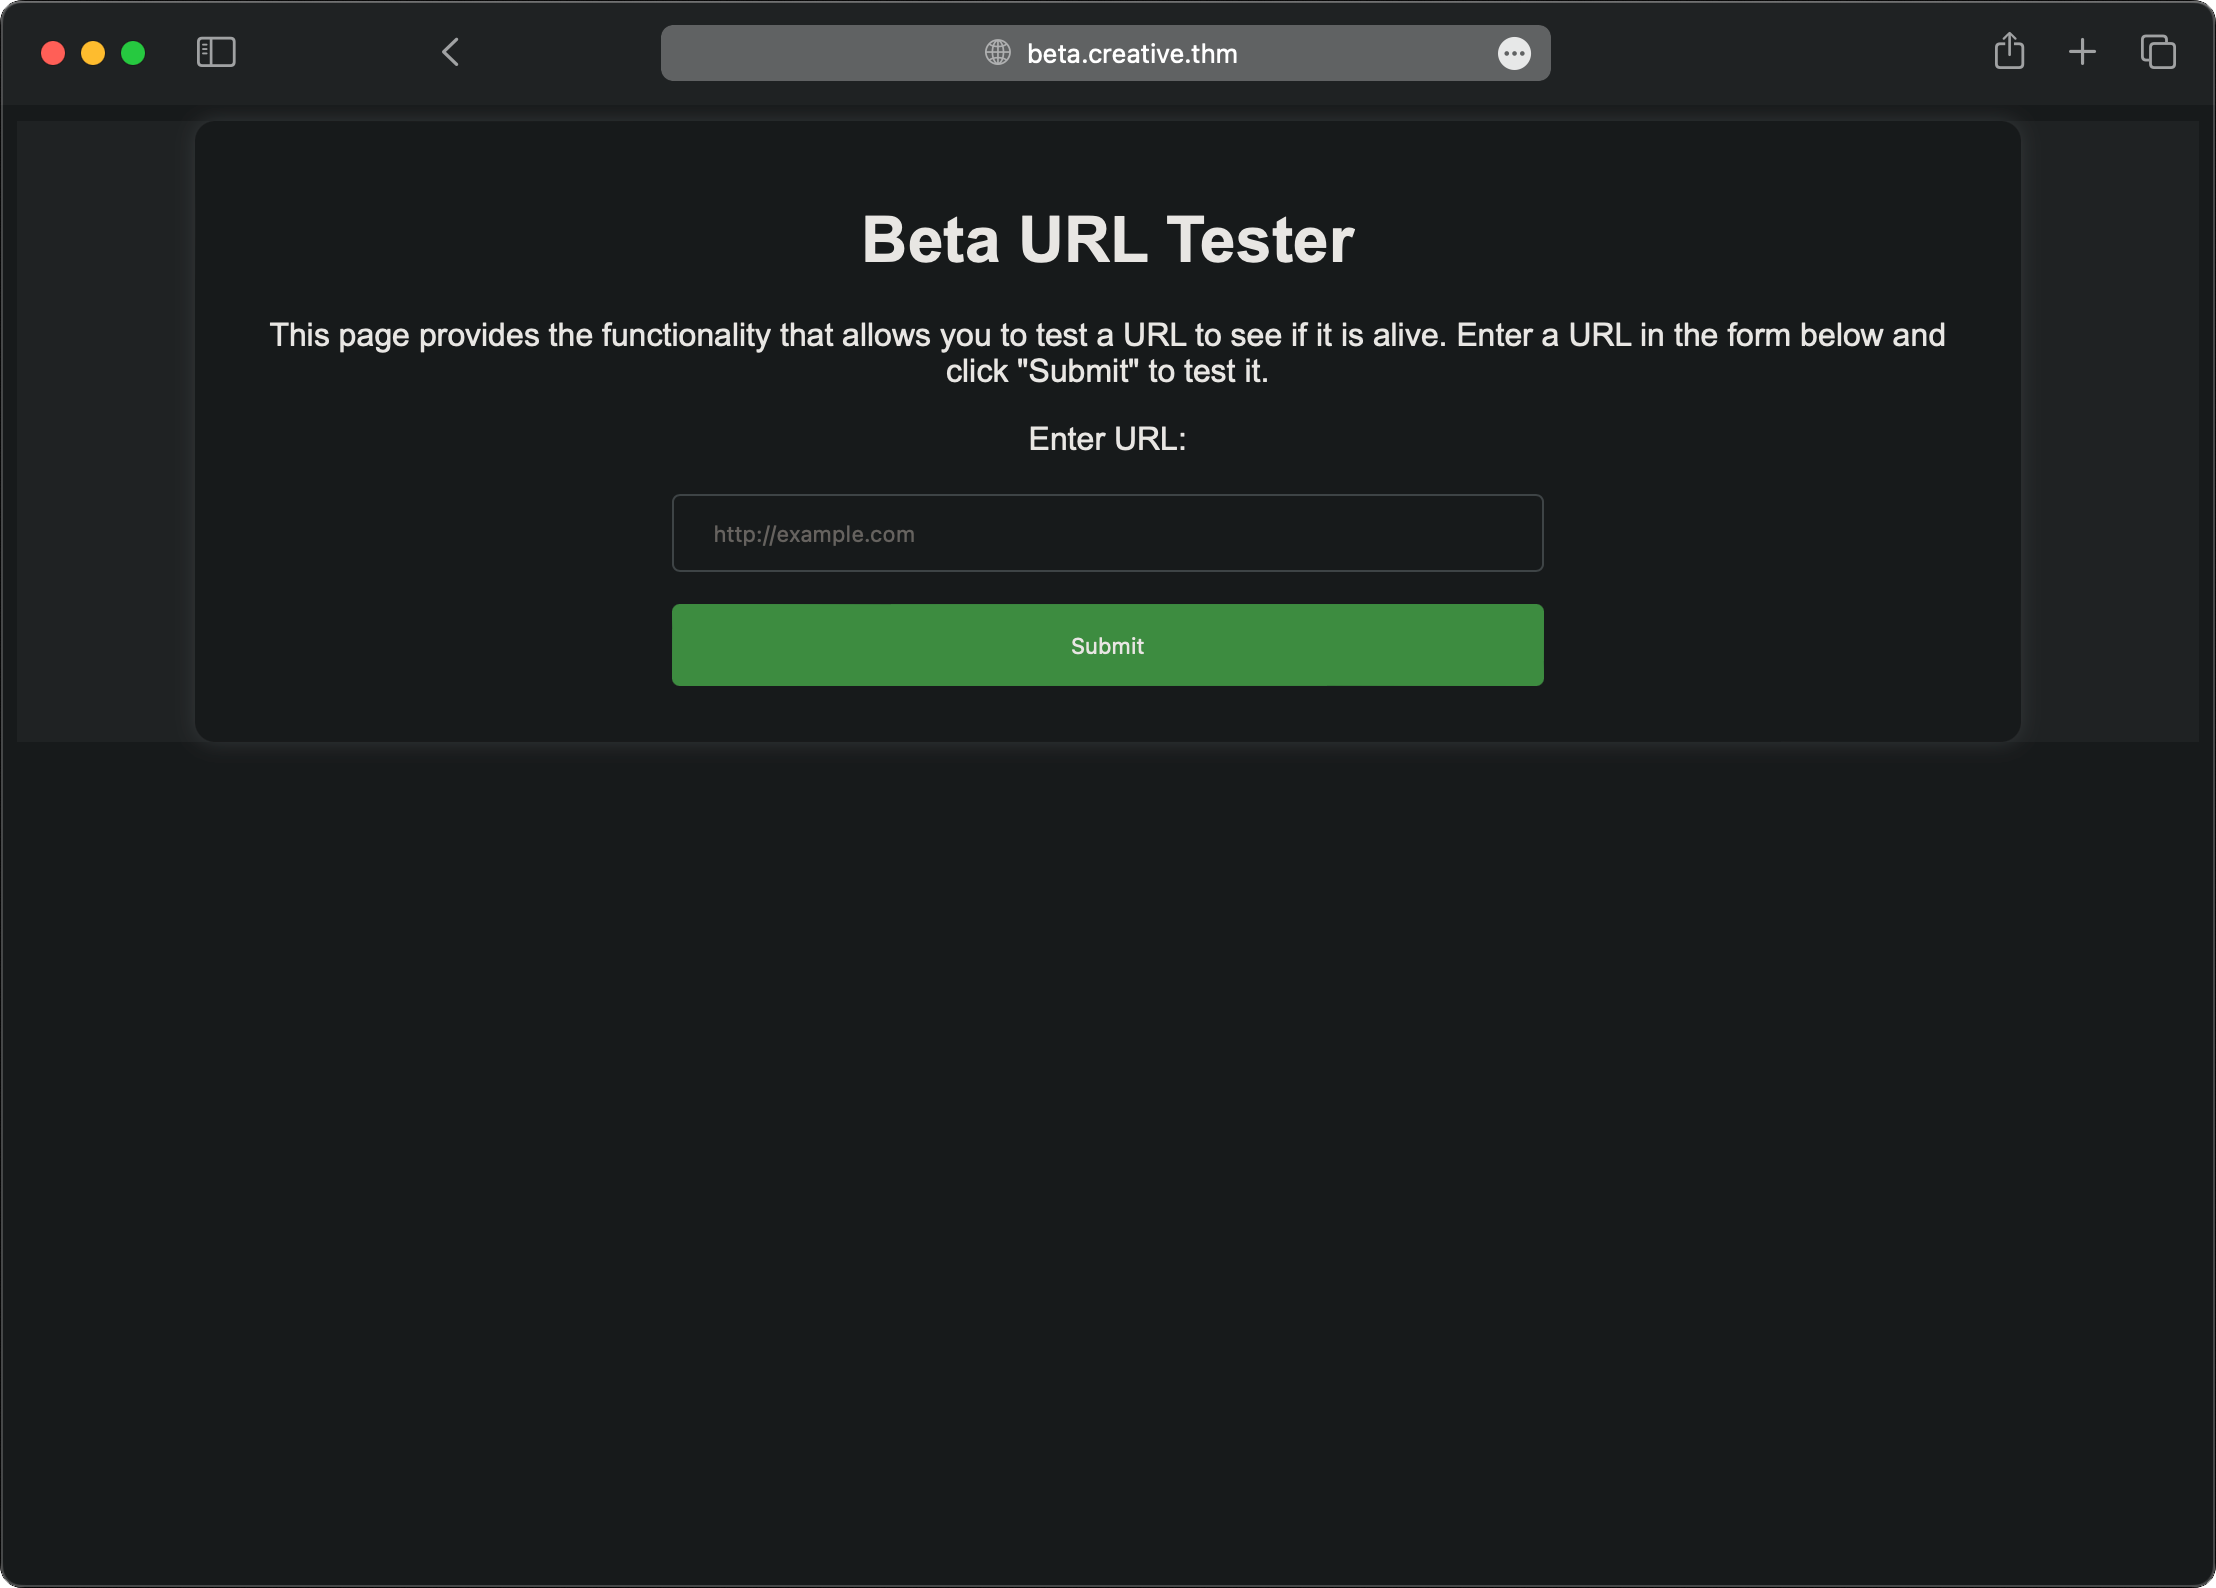 beta.creative.thm
Beta URL Tester
This page provides the functionality that allows you to test a URL to see if it is alive. Enter a URL in the form below and
click "Submit" to test it.
Enter URL:
http://example.com
Submit